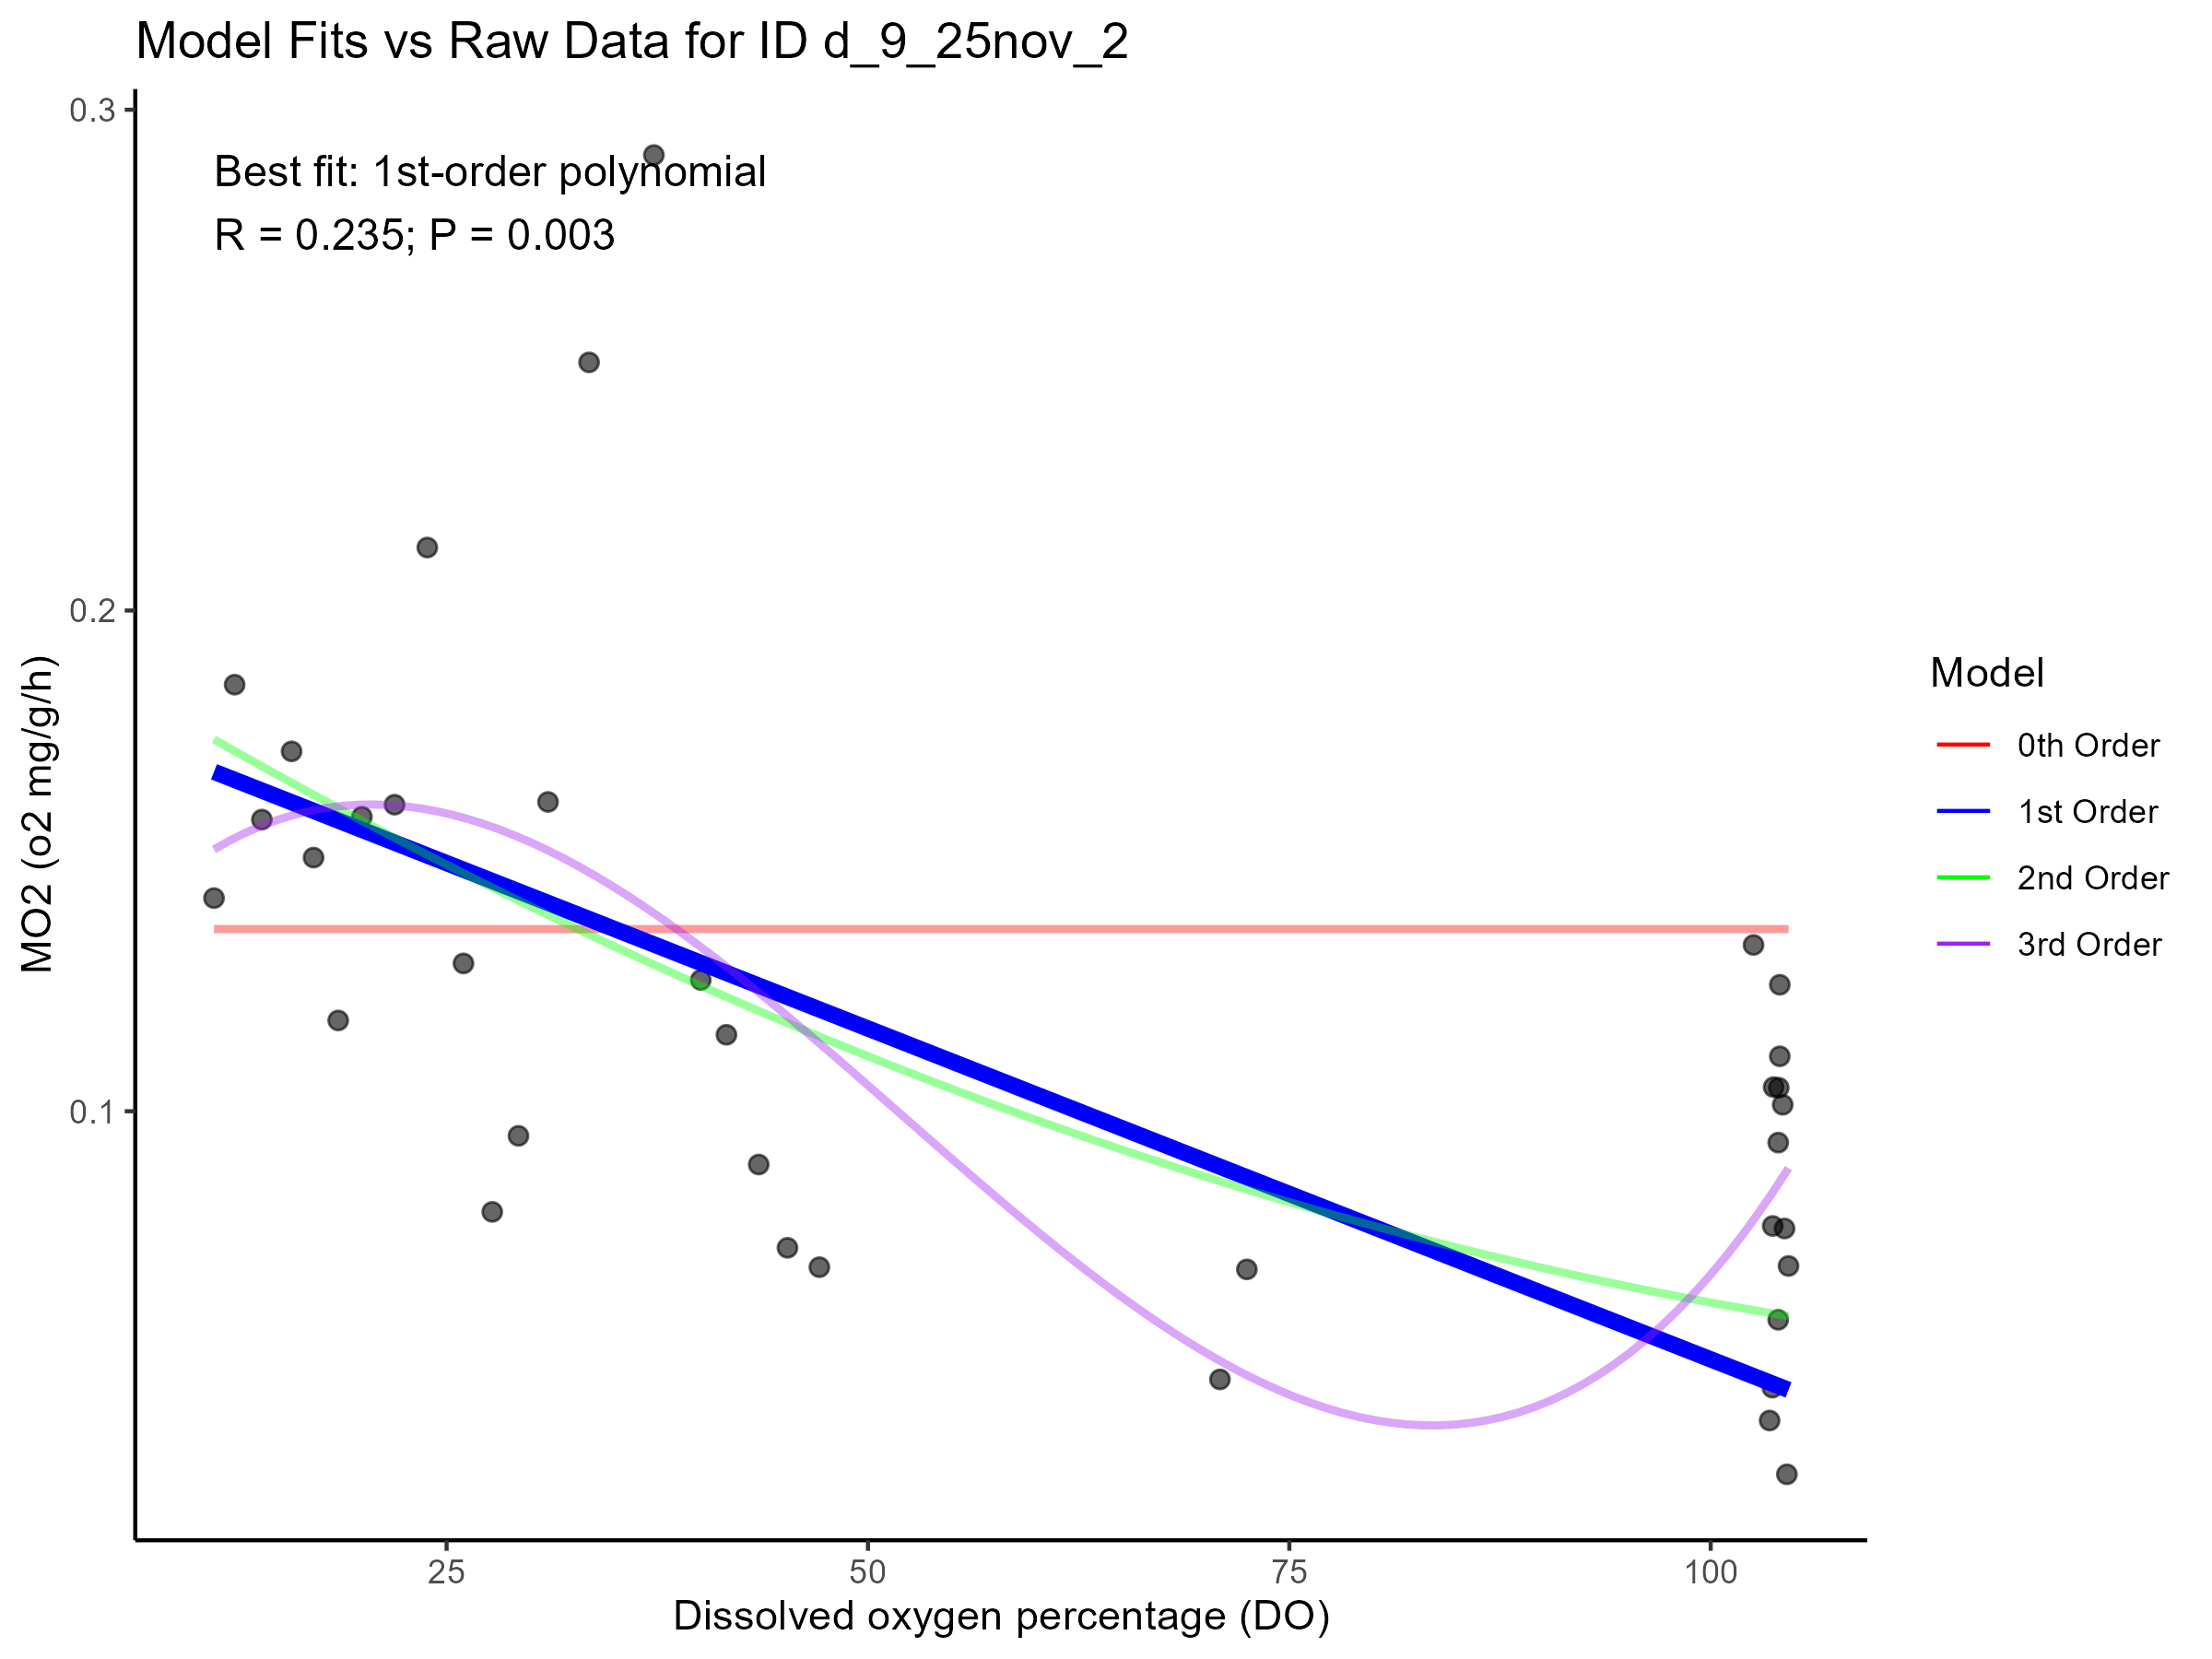 Model Fits vs Raw Data for ID d_9_25nov_2
Best fit: 1st-order polynomial
R = 0.235; P = 0.003
0.3
0.2
0.1
MO2 (o2 mg/g/h)
25
50
75
100
Dissolved oxygen percentage (DO)
Model
0th Order
1st Order
2nd Order
3rd Order